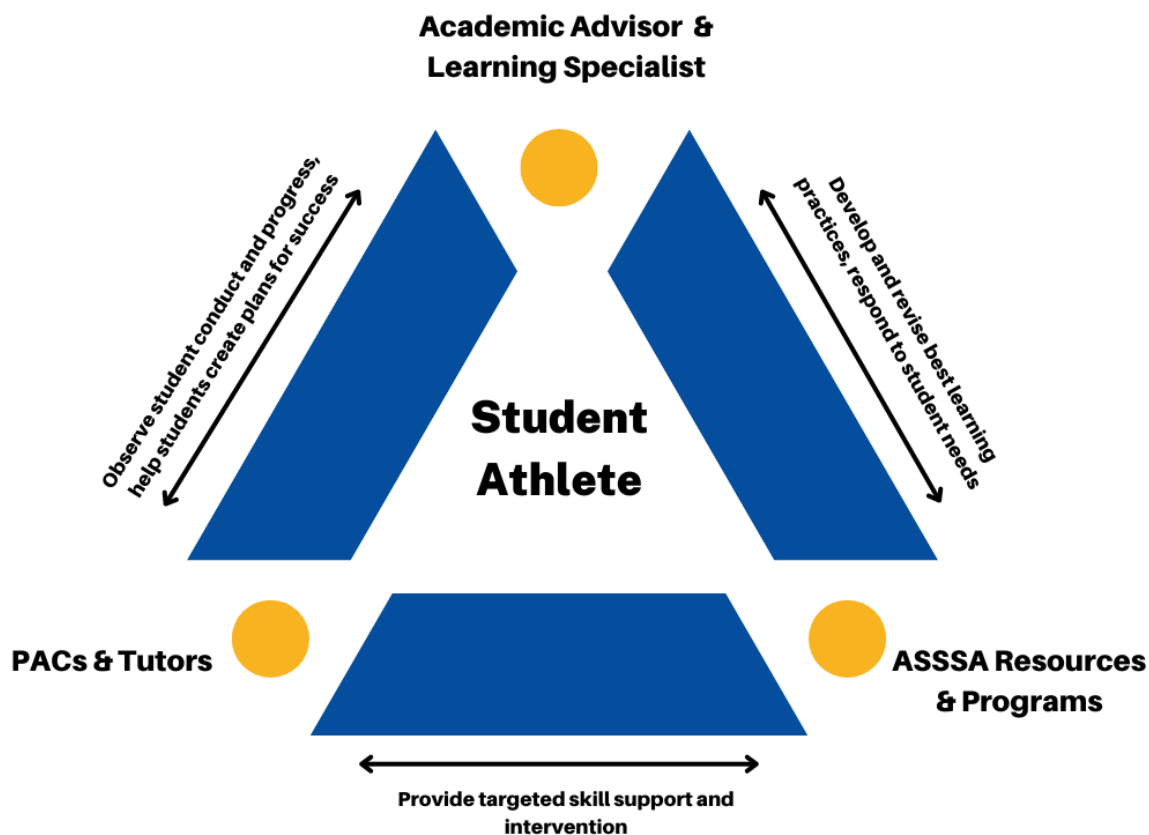 Academic Advisor &
Learning Specialist
Observe student conduct and progress,
help students create plans for success
Develop and revise best learning
practices, respond to student needs
Student
Athlete
PACs & Tutors
ASSSA Resources
& Programs
Provide targeted skill support and
intervention